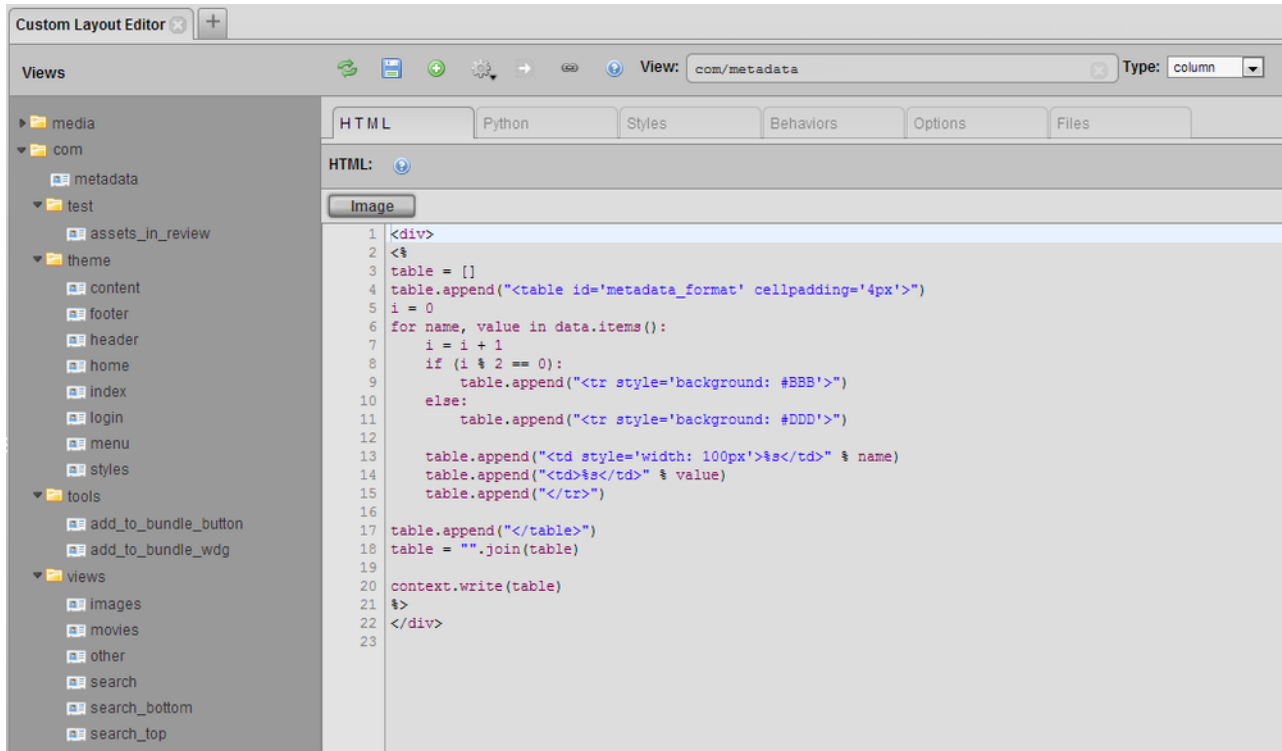 Custom Layout Editor
Views
View: com/metadata Type: column
media
com
metadata
test
assets_in_review
theme
content
footer
header
home
index
login
menu
styles
tools
add_to_bundle_button
add_to_bundle_wdg
views
images
movies
other
search
search_bottom
search_top
HTML Python Styles Behaviors Options Files
HTML:
Image
1 <div>
2 <%
3 table = []
4 table.append("<table id='metadata_format' cellpadding='4px'>")
5 i = 0
6 for name, value in data.items():
7     i = i + 1
8     if (i % 2 == 0):
9         table.append("<tr style='background: #BBB'>")
10     else:
11         table.append("<tr style='background: #DDD'>")
12
13     table.append("<td style='width: 100px'>%s</td>" % name)
14     table.append("<td>%s</td>" % value)
15     table.append("</tr>")
16
17 table.append("</table>")
18 table = "".join(table)
19
20 context.write(table)
21 %>
22 </div>
23